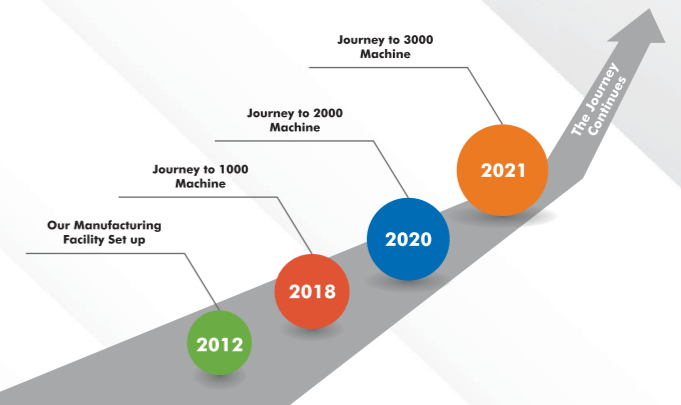 Journey to 3000
Machine
The Journey
Continues
Journey to 2000
Machine
2021
Journey to 1000
Machine
2020
Our Manufacturing
Facility Set up
2018
2012